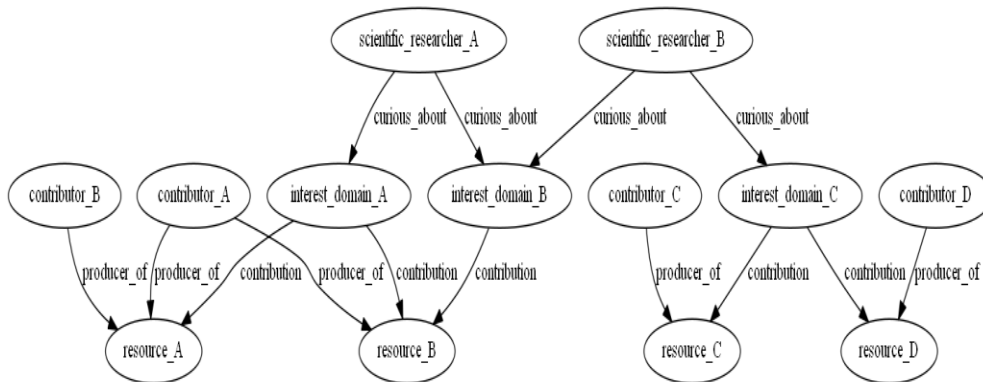 scientific_researcher_A scientific_researcher_B
curious_about curious_about curious_about curious_about
contributor_B contributor_A interest_domain_A interest_domain_B contributor_C interest_domain_C contributor_D
producer_of producer_of contribution producer_of contribution contribution producer_of contribution contribution producer_of
resource_A resource_B resource_C resource_D